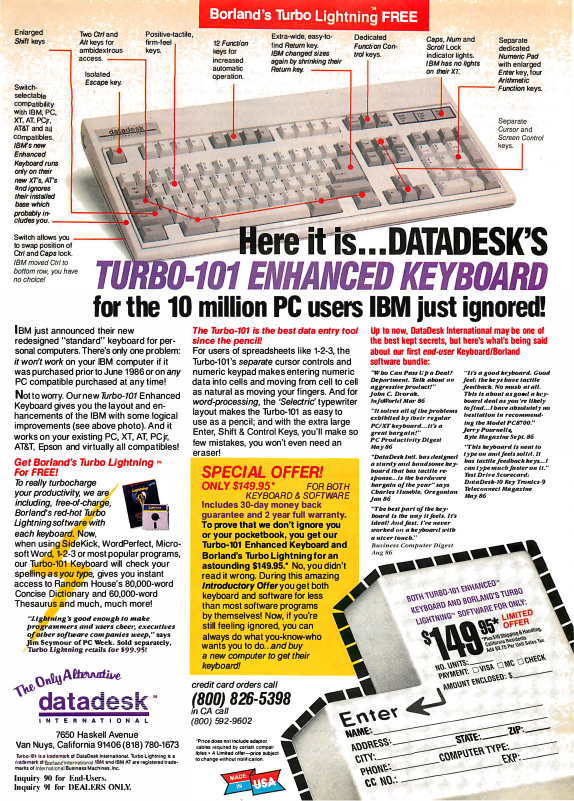 Borland's Turbo Lightning™ FREE
Enlarged
Shift keys
Two Ctrl and
Alt keys for
ambidextrous
access.
Isolated
Escape key.
Positive-tactile,
firm-feel
keys.
12 Function
keys for
increased
automatic
operation.
Extra-wide, easy-to-
find Return key.
IBM changed sizes
again by shrinking their
Return key.
Dedicated
Function Con-
trol keys.
Caps, Num and
Scroll Lock
indicator lights.
IBM has no lights
on their XT.
Separate
dedicated
Numeric Pad
with enlarged
Enter key, four
Arithmetic
Function keys.
Separate
Cursor and
Screen Control
keys.
Switch-
selectable
compatibility
with IBM, PC,
XT, AT, PCjr,
AT&T and all
compatibles.
IBM's new
Enhanced
Keyboard runs
only on their
new XT's, AT's
and ignores
their installed
base which
probably in-
cludes you.
Switch allows you
to swap position of
Ctrl and Caps lock.
IBM moved Ctrl to
bottom row, you have
no choice!
datadesk
Here it is...DATADESK'S
TURBO-101 ENHANCED KEYBOARD
for the 10 million PC users IBM just ignored!
IBM just announced their new
redesigned "standard" keyboard for per-
sonal computers. There's only one problem:
it won't work on your IBM computer if it
was purchased prior to June 1986 or on any
PC compatible purchased at any time!
Not to worry. Our new Turbo-101 Enhanced
Keyboard gives you the layout and en-
hancements of the IBM with some logical
improvements (see above photo). And it
works on your existing PC, XT, AT, PCjr,
AT&T, Epson and virtually all compatibles!
Get Borland's Turbo Lightning™
For FREE!
To really turbocharge
your productivity, we are
including, free-of-charge,
Borland's red-hot Turbo
Lightning software with
each keyboard. Now,
when using SideKick, WordPerfect, Micro-
soft Word, 1-2-3 or most popular programs,
our Turbo-101 Keyboard will check your
spelling as you type, gives you instant
access to Random House's 80,000-word
Concise Dictionary and 60,000-word
Thesaurus and much, much more!
"Lightning's good enough to make
programmers and users cheer, executives
of other software companies weep," says
Jim Seymour of PC Week. Sold separately,
Turbo Lightning retails for $99.95!
The Only Alternative
datadesk™
INTERNATIONAL
7650 Haskell Avenue
Van Nuys, California 91406 (818) 780-1673
Turbo-101 is a trademark of DataDesk International. Turbo Lightning is a
trademark of Borland International. IBM and IBM AT are registered trade-
marks of International Business Machines, Inc.
Inquiry 90 for End-Users.
Inquiry 91 for DEALERS ONLY.
The Turbo-101 is the best data entry tool
since the pencil!
For users of spreadsheets like 1-2-3, the
Turbo-101's separate cursor controls and
numeric keypad makes entering numeric
data into cells and moving from cell to cell
as natural as moving your fingers. And for
word-processing, the 'Selectric' typewriter
layout makes the Turbo-101 as easy to
use as a pencil; and with the extra large
Enter, Shift & Control Keys, you'll make so
few mistakes, you won't even need an
eraser!
SPECIAL OFFER!
ONLY $149.95* FOR BOTH
KEYBOARD & SOFTWARE
Includes 30-day money back
guarantee and 2 year full warranty.
To prove that we don't ignore you
or your pocketbook, you get our
Turbo-101 Enhanced Keyboard and
Borland's Turbo Lightning for an
astounding $149.95.* No, you didn't
read it wrong. During this amazing
Introductory Offer you get both
keyboard and software for less
than most software programs
by themselves! Now, if you're
still feeling ignored, you can
always do what you-know-who
wants you to do...and buy
a new computer to get their
keyboard!
credit card orders call
(800) 826-5398
in CA call
(800) 592-9602
*Price does not include adaptor
cables required by certain compat-
ibles • A Limited offer—price subject
to change without notification.
MADE
IN
USA
Up to now, DataDesk International may be one of
the best kept secrets, but here's what's being said
about our first end-user Keyboard/Borland
software bundle:
"Who Can Pass Up a Deal?
Department. Talk about an
aggressive product!"
John C. Dvorak,
InfoWorld Mar 86
"It solves all of the problems
exhibited by their regular
PC/XT keyboard...it's a
great bargain!"
PC Productivity Digest
May 86
"DataDesk Intl. has designed
a sturdy and handsome key-
board that has tactile re-
sponse...is the hardware
bargain of the year" says
Charles Humble, Oregonian
Jan 86
"The best part of the key-
board is the way it feels. It's
ideal! And fast. I've never
worked on a keyboard with
a nicer touch."
Business Computer Digest
Aug 86
"It's a good keyboard. Good
feel; the keys have tactile
feedback. No mush at all.
This is about as good a key-
board deal as you're likely
to find...I have absolutely no
hesitation in recommend-
ing the Model PC8700."
Jerry Pournelle,
Byte Magazine Sept. 86
"This keyboard is neat to
type on and feels solid. It
has tactile feedback keys...I
can type much faster on it."
Test Drive Scorecard:
DataDesk-10 Key Tronics-9
Teleconnect Magazine
May 86
BOTH TURBO-101 ENHANCED™
KEYBOARD AND BORLAND'S TURBO
LIGHTNING™ SOFTWARE FOR ONLY:
$149 95* LIMITED
OFFER
*Plus $10 Shipping & Handling.
California Residents
Add $9.75 Per Unit Sales Tax
NO. UNITS:
PAYMENT: VISA MC CHECK
AMOUNT ENCLOSED: $
Enter
NAME:
ADDRESS:
CITY: STATE: ZIP:
PHONE: COMPUTER TYPE:
CC NO.: EXP: